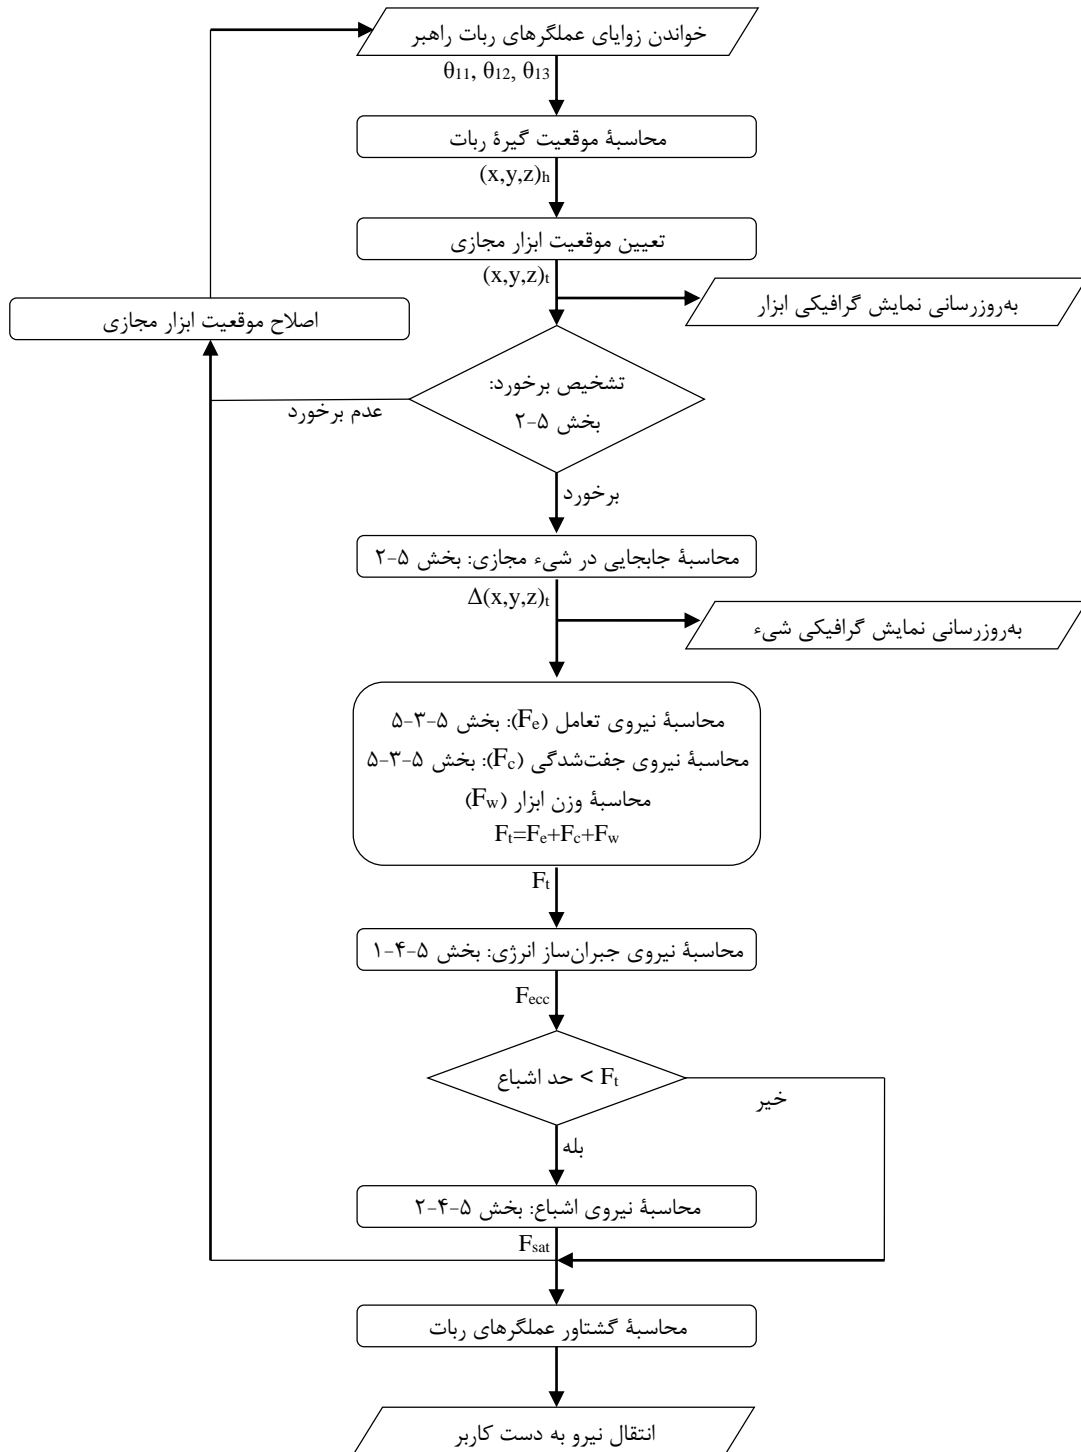 خواندن زوایای عملگرهای ربات راهبر
θ11, θ12, θ13
محاسبهٔ موقعیت گیرهٔ ربات
(x,y,z)h
تعیین موقعیت ابزار مجازی
(x,y,z)t
به‌روزرسانی نمایش گرافیکی ابزار
اصلاح موقعیت ابزار مجازی
تشخیص برخورد:
بخش ۵-۲
عدم برخورد
برخورد
محاسبهٔ جابجایی در شیء مجازی: بخش ۵-۲
Δ(x,y,z)t
به‌روزرسانی نمایش گرافیکی شیء
محاسبهٔ نیروی تعامل (Fe): بخش ۵-۳-۵
محاسبهٔ نیروی جفت‌شدگی (Fc): بخش ۵-۳-۵
محاسبهٔ وزن ابزار (Fw)
Ft=Fe+Fc+Fw
Ft
محاسبهٔ نیروی جبران‌ساز انرژی: بخش ۵-۴-۱
Fecc
حد اشباع < Ft
خیر
بله
محاسبهٔ نیروی اشباع: بخش ۵-۴-۲
Fsat
محاسبهٔ گشتاور عملگرهای ربات
انتقال نیرو به دست کاربر